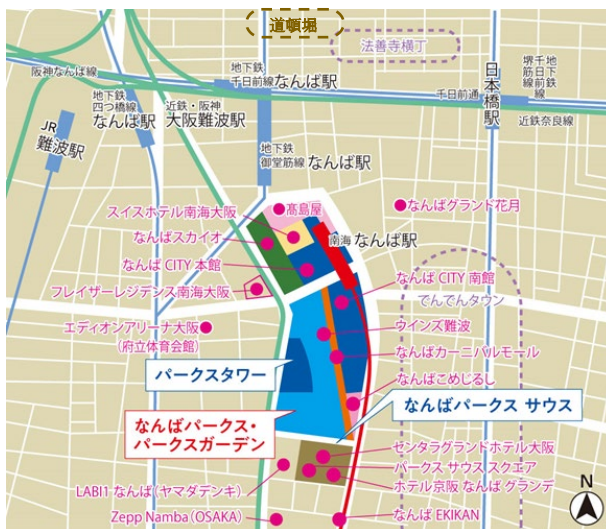 道頓堀
法善寺横丁
阪神なんば線
地下鉄
千日前線
なんば駅
地下鉄
四つ橋線
なんば駅
近鉄・阪神
大阪難波駅
JR
難波駅
千日前通
日本橋駅
地下鉄
千日前線
堺筋線
近鉄奈良線
地下鉄
御堂筋線
なんば駅
髙島屋
スイスホテル南海大阪
なんばグランド花月
なんばスカイオ
南海
なんば駅
なんば CITY 本館
なんば CITY 南館
フレイザーレジデンス南海大阪
でんでんタウン
エディオンアリーナ大阪
(府立体育会館)
ウインズ難波
なんばカーニバルモール
パークスタワー
なんばこめじるし
なんばパークス サウス
なんばパークス・
パークスガーデン
センタラグランドホテル大阪
パークス サウス スクエア
ホテル京阪 なんば グランデ
LABI1 なんば(ヤマダデンキ)
Zepp Namba(OSAKA)
なんば EKIKAN
N